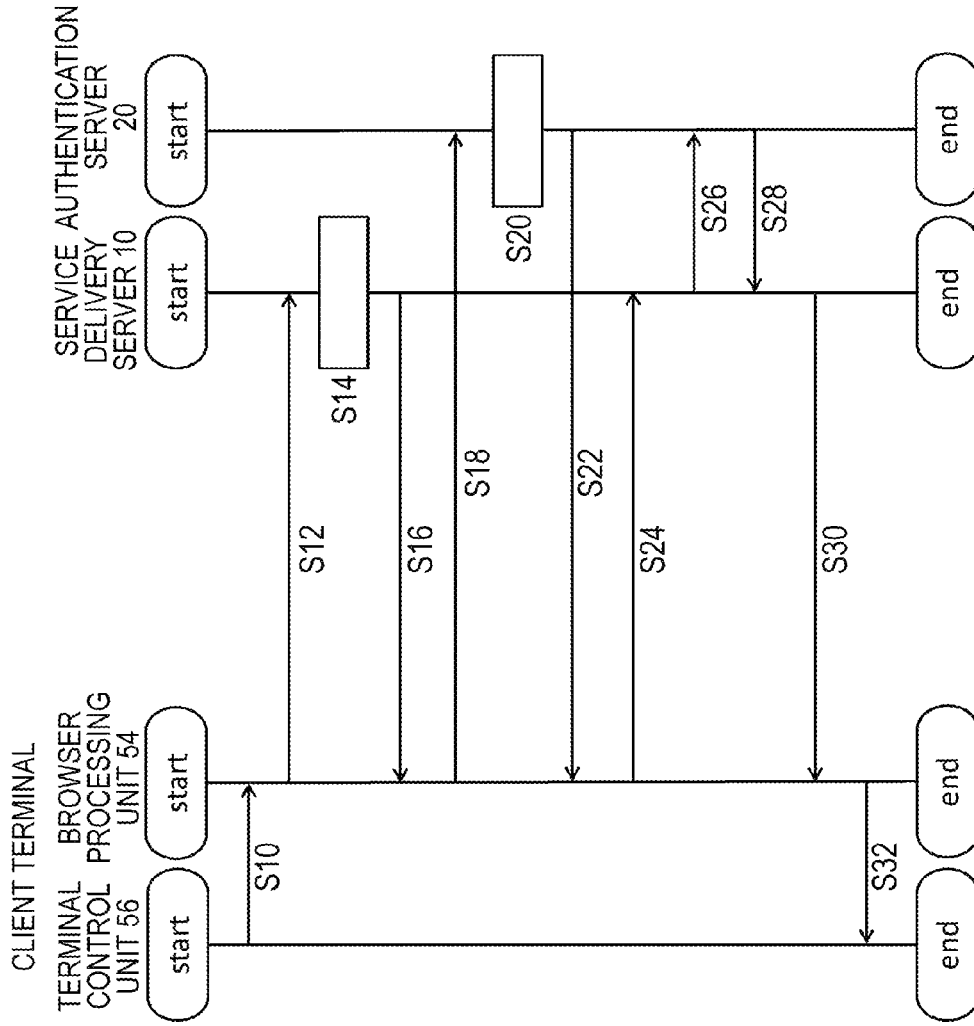 CLIENT TERMINAL
TERMINAL
CONTROL
UNIT 56
BROWSER
PROCESSING
UNIT 54
SERVICE
DELIVERY
SERVER 10
AUTHENTICATION
SERVER
20
start
start
start
start
S10
S12
S14
S16
S18
S20
S22
S24
S26
S28
S30
S32
end
end
end
end